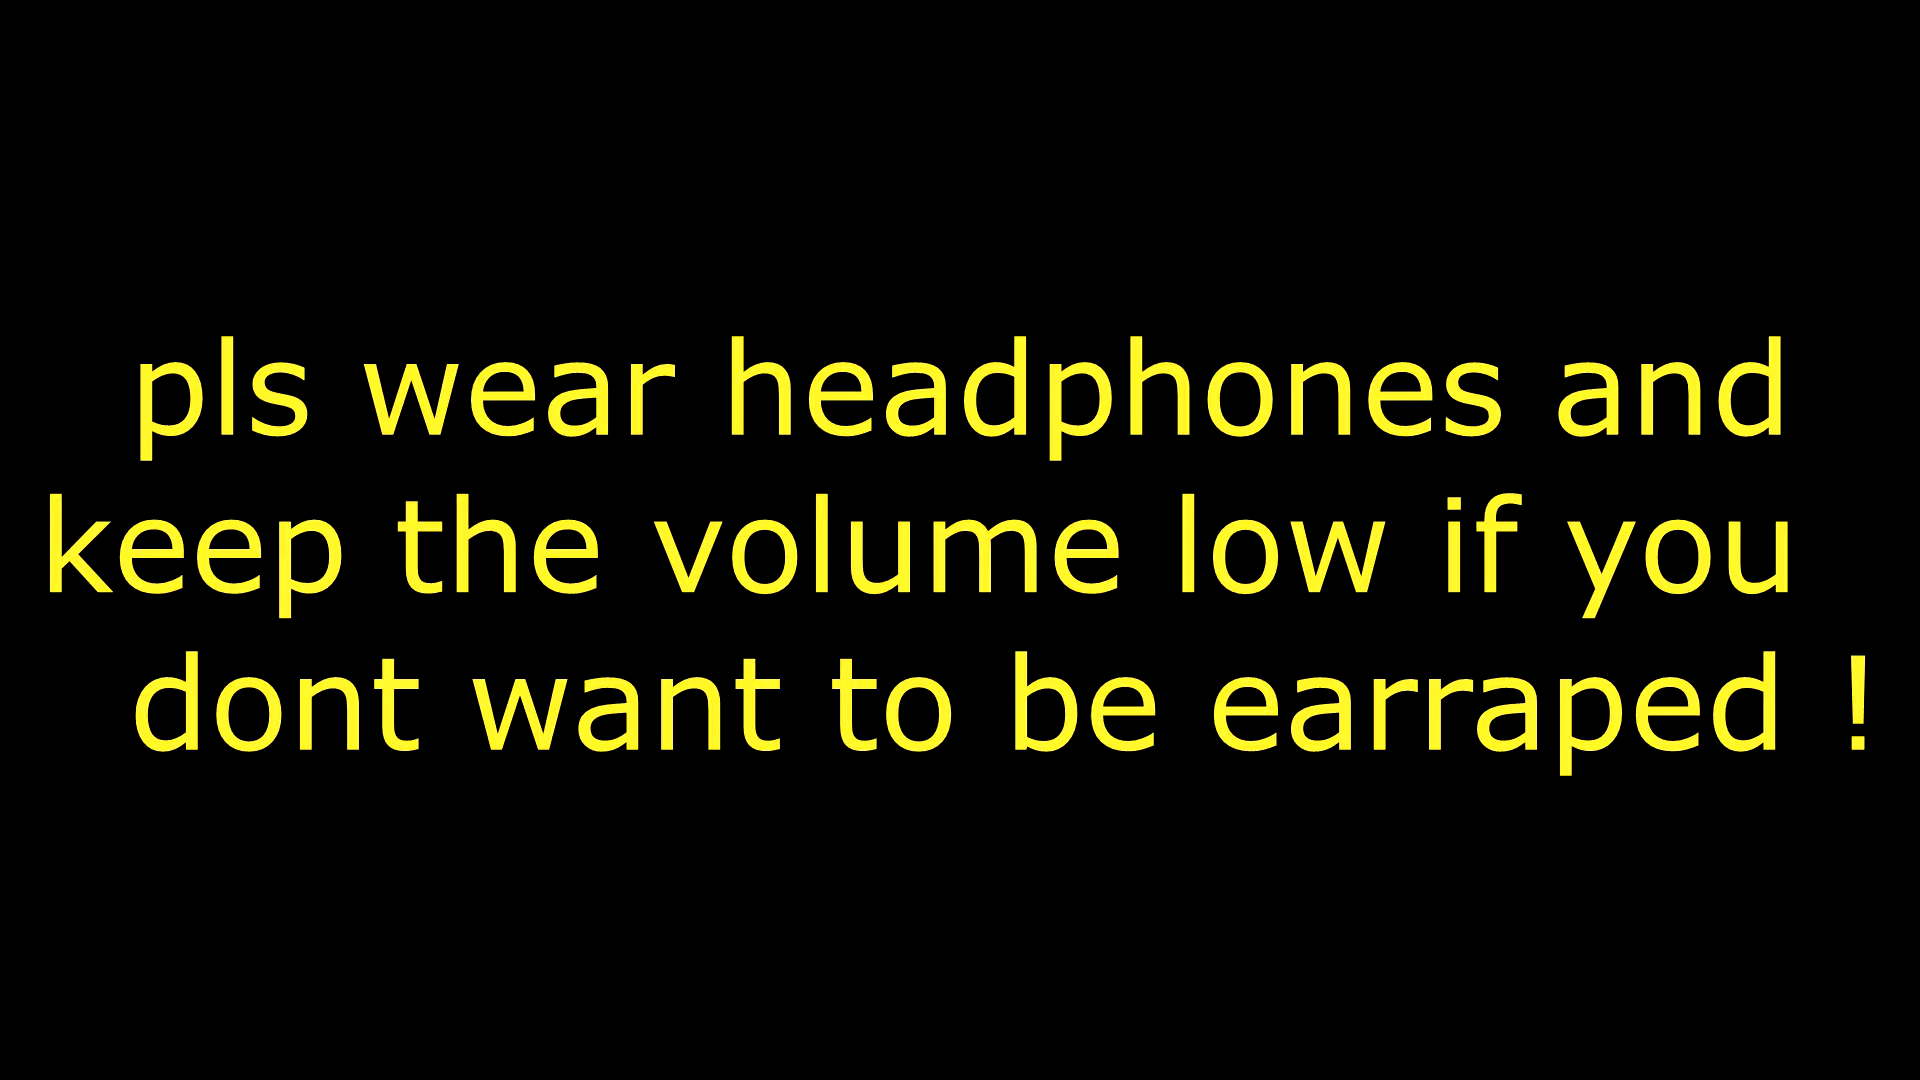 pls wear headphones and
keep the volume low if you
dont want to be earraped !